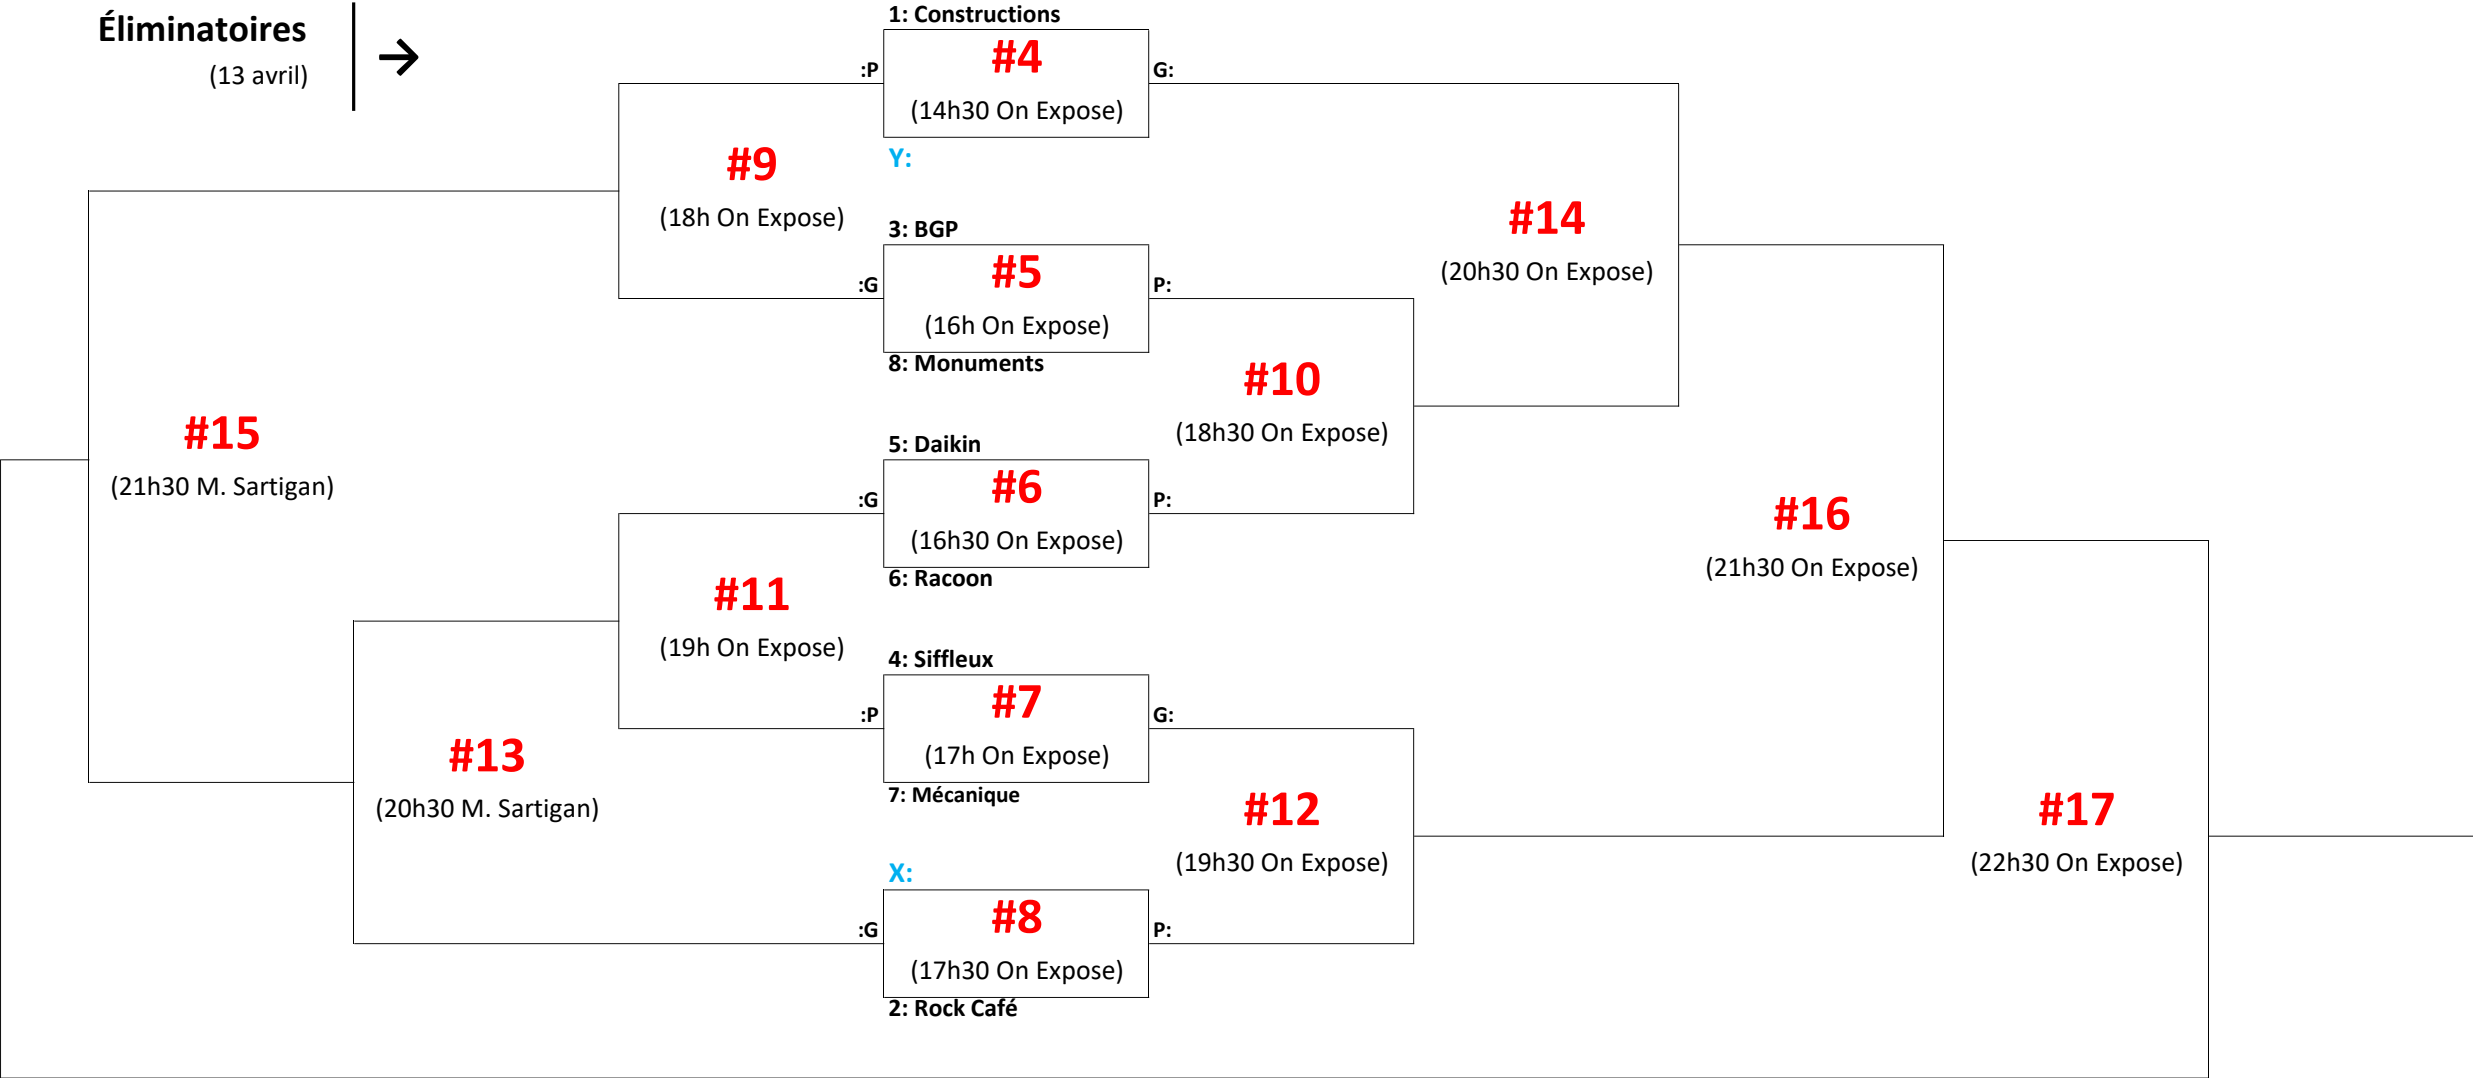 Éliminatoires
(13 avril)
→
1: Constructions
:P
#4
G:
(14h30 On Expose)
Y:
#9
(18h On Expose)
3: BGP
:G
#5
P:
(16h On Expose)
8: Monuments
#14
(20h30 On Expose)
#10
(18h30 On Expose)
#15
(21h30 M. Sartigan)
5: Daikin
:G
#6
P:
(16h30 On Expose)
6: Racoon
#16
(21h30 On Expose)
#11
(19h On Expose)
4: Siffleux
:P
#7
G:
(17h On Expose)
7: Mécanique
#13
(20h30 M. Sartigan)
#12
(19h30 On Expose)
#17
(22h30 On Expose)
X:
:G
#8
P:
(17h30 On Expose)
2: Rock Café